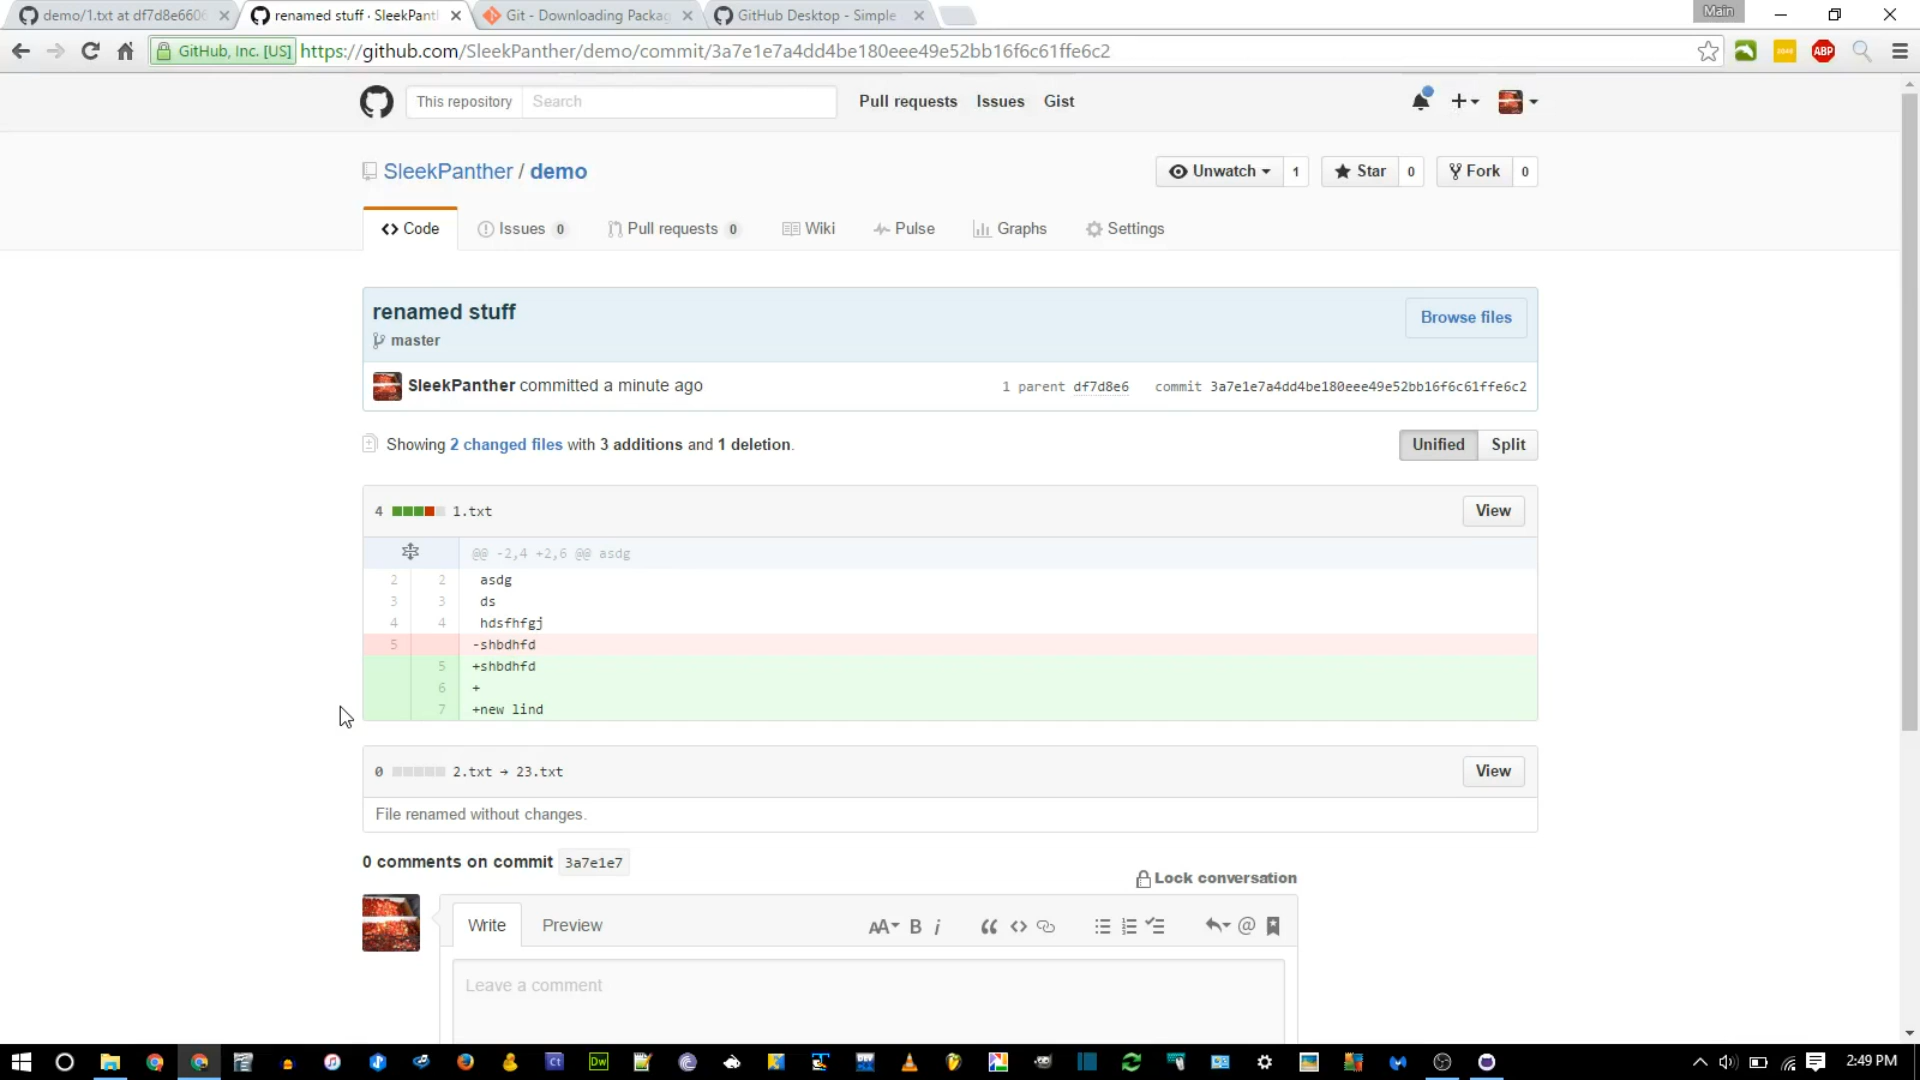 demo/1.txt at df7d8e6606
renamed stuff · SleekPanth
Git - Downloading Packag
GitHub Desktop - Simple
Main
GitHub, Inc. [US] https://github.com/SleekPanther/demo/commit/3a7e1e7a4dd4be180eee49e52bb16f6c61ffe6c2
ABP
This repository Search Pull requests Issues Gist
SleekPanther / demo
Unwatch 1 Star 0 Fork 0
Code Issues 0 Pull requests 0 Wiki Pulse Graphs Settings
renamed stuff
Browse files
master
SleekPanther committed a minute ago 1 parent df7d8e6 commit 3a7e1e7a4dd4be180eee49e52bb16f6c61ffe6c2
Showing 2 changed files with 3 additions and 1 deletion. Unified Split
4 1.txt View
@@ -2,4 +2,6 @@ asdg
2 2 asdg
3 3 ds
4 4 hdsfhfgj
5 -shbdhfd
5 +shbdhfd
6 +
7 +new lind
0 2.txt → 23.txt View
File renamed without changes.
0 comments on commit 3a7e1e7
Lock conversation
Write Preview AA B i “ <> @
Leave a comment
Ct Dw
2:49 PM